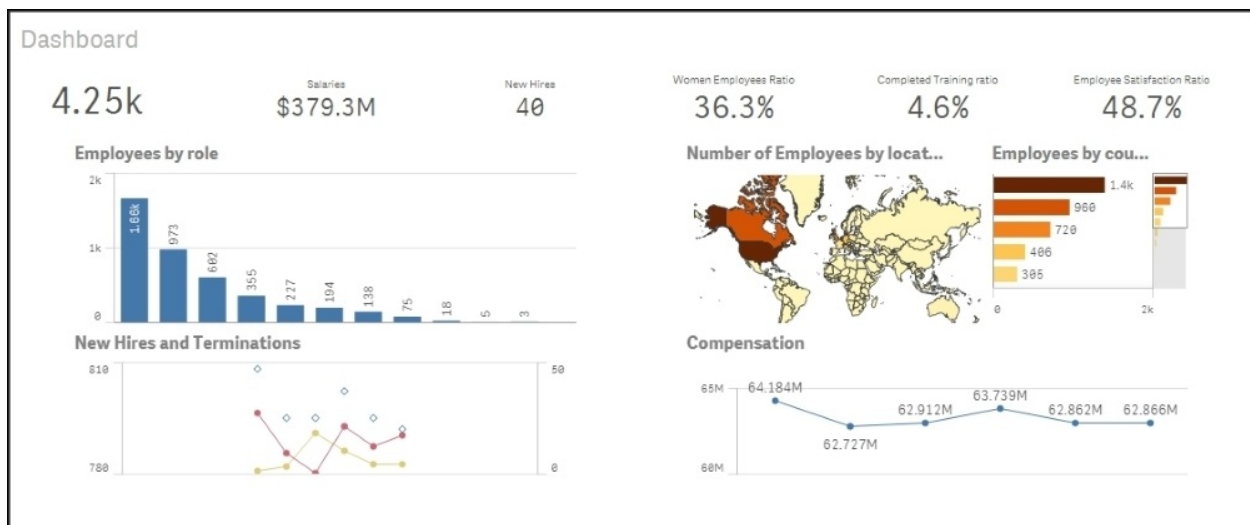 Dashboard
4.25k
Salaries
$379.3M
New Hires
40
Women Employees Ratio
36.3%
Completed Training ratio
4.6%
Employee Satisfaction Ratio
48.7%
Employees by role
2k
1k
0
1.66k
973
602
355
227
194
138
75
18
5
3
Number of Employees by locat...
Employees by cou...
1.4k
960
720
406
305
0
2k
New Hires and Terminations
810
780
50
0
Compensation
65M
60M
64.184M
62.727M
62.912M
63.739M
62.862M
62.866M